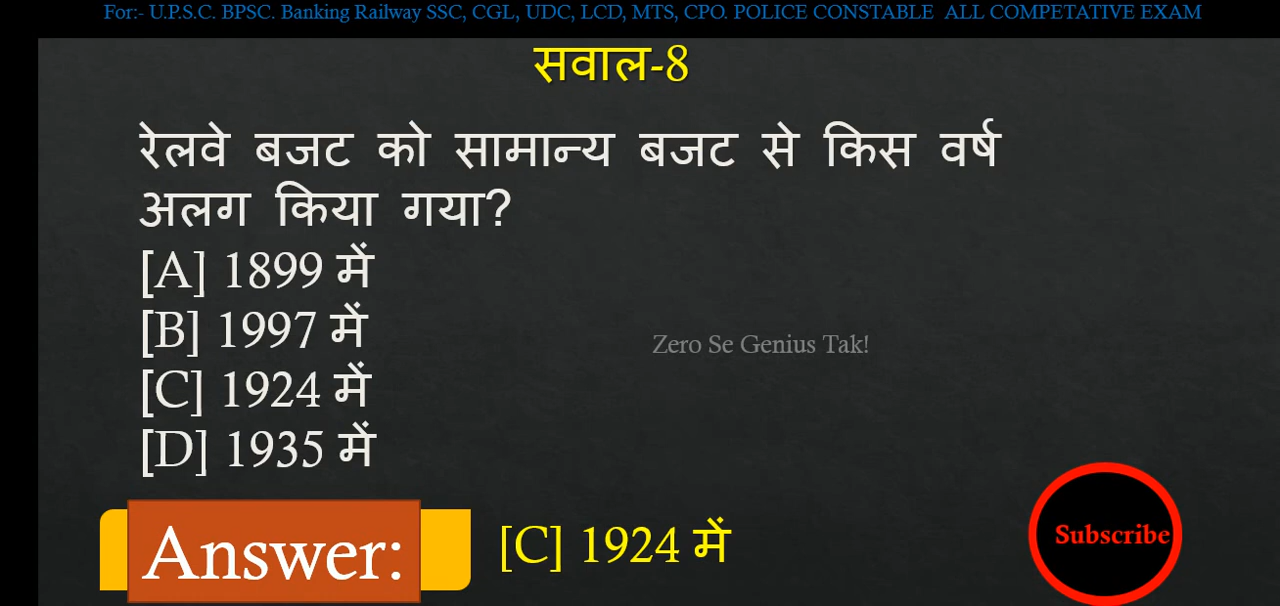 For:- U.P.S.C. BPSC. Banking Railway SSC, CGL, UDC, LCD, MTS, CPO. POLICE CONSTABLE ALL COMPETATIVE EXAM
सवाल-8
रेलवे बजट को सामान्य बजट से किस वर्ष
अलग किया गया?
[A] 1899 में
[B] 1997 में
Zero Se Genius Tak!
[C] 1924 में
[D] 1935 में
Answer: [C] 1924 में
Subscribe